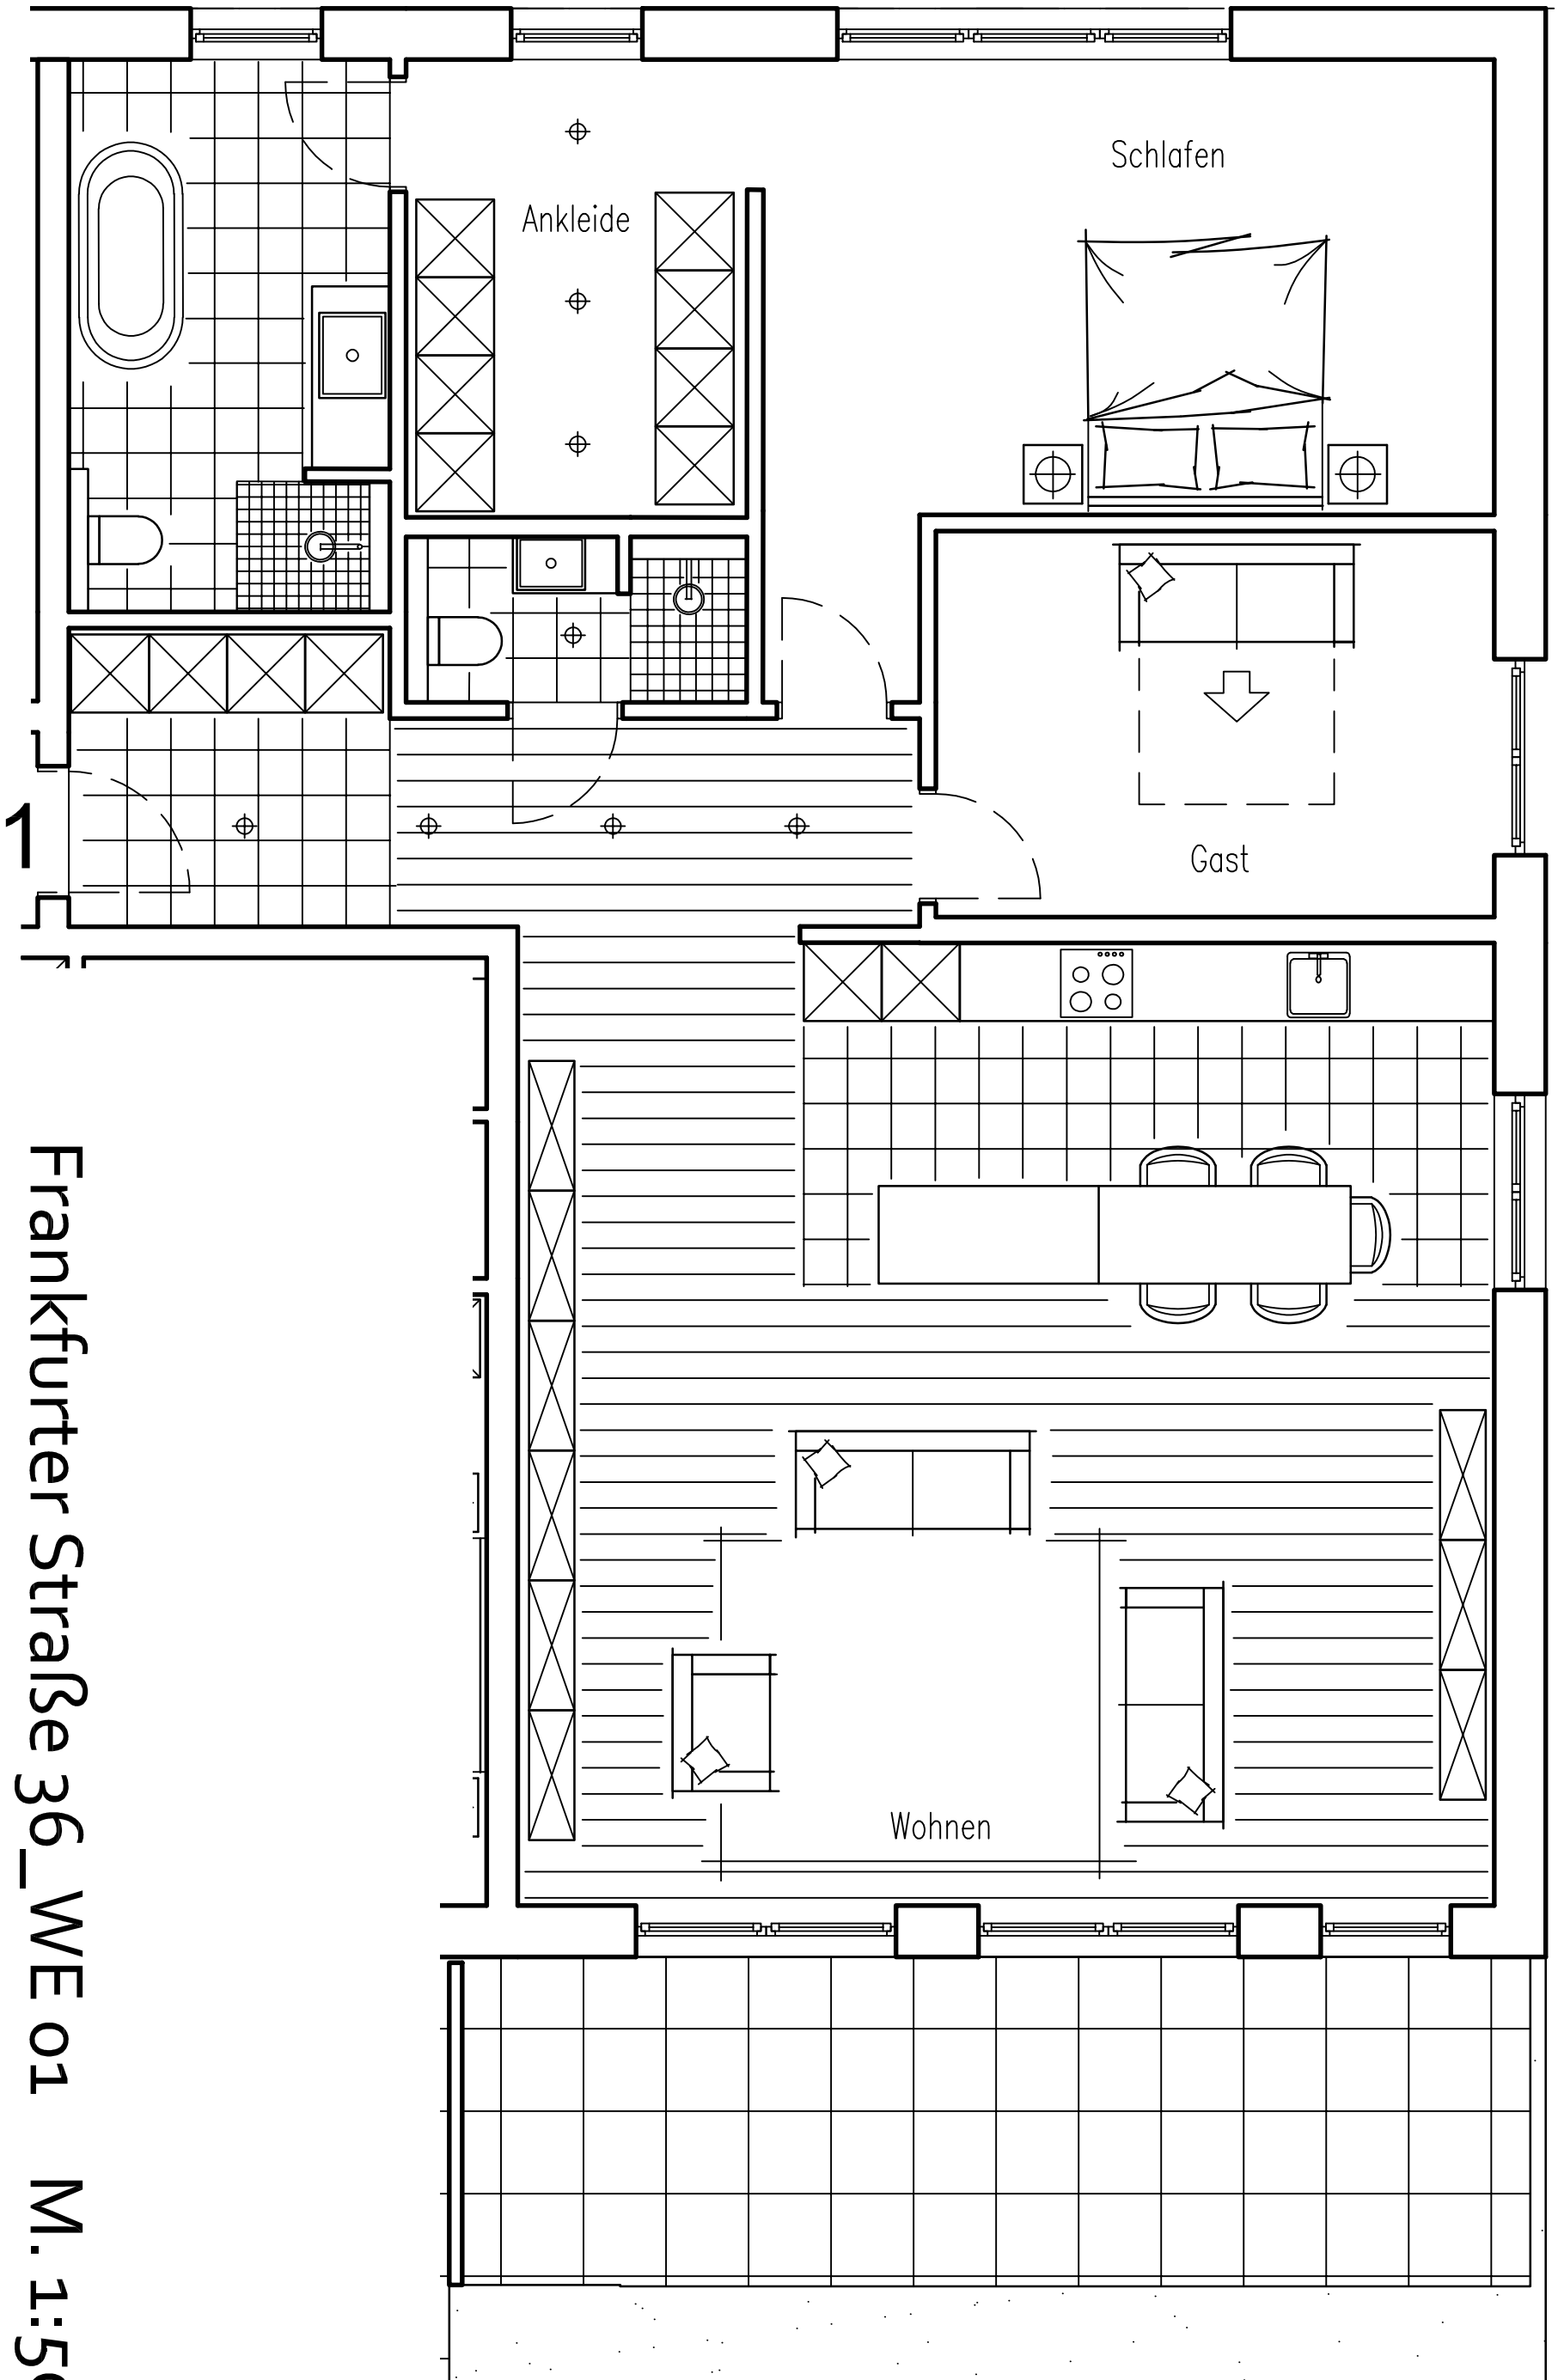 Schlafen
Ankleide
1
Gast
Wohnen
Frankfurter Straße 36_WE 01 M. 1:5